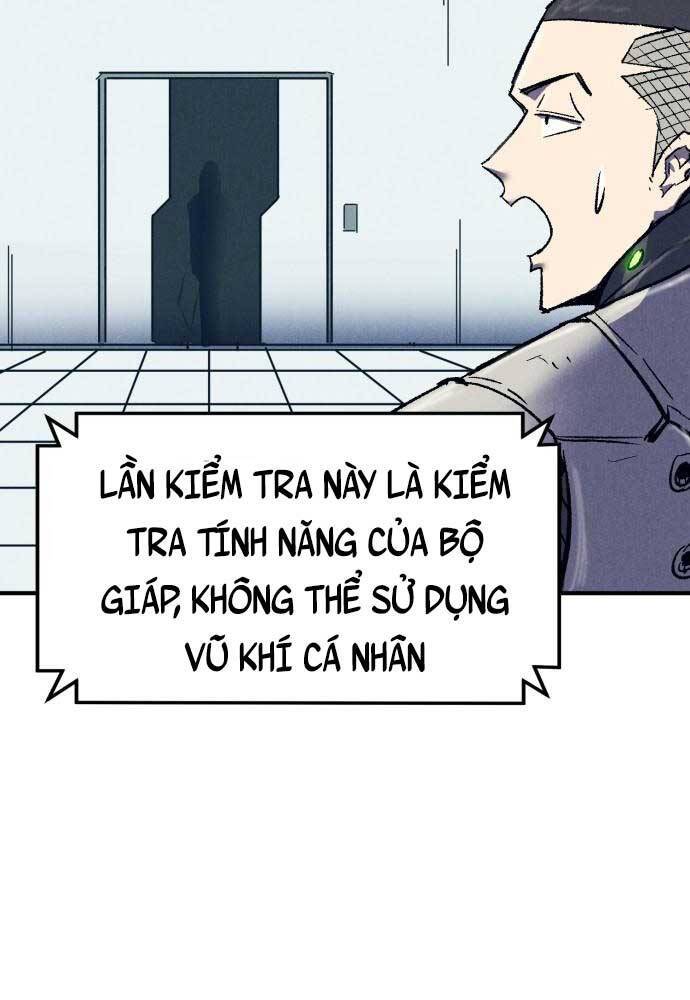 LẦN KIỂM TRA NÀY LÀ KIỂM
TRA TÍNH NĂNG CỦA BỘ
GIÁP, KHÔNG THỂ SỬ DỤNG
VŨ KHÍ CÁ NHÂN